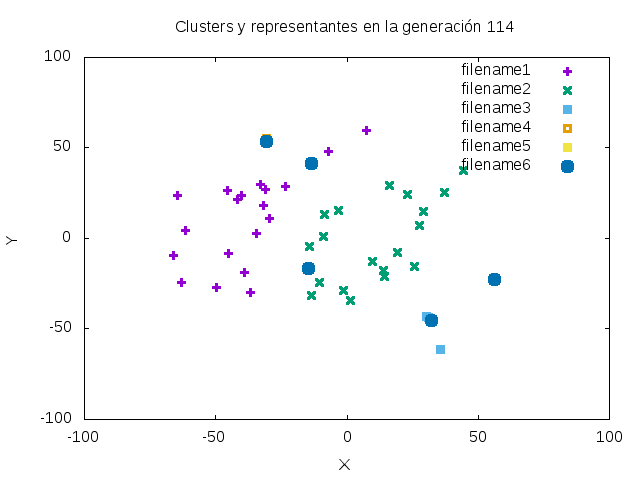 Clusters y representantes en la generación 114
100
50
0
-50
-100
-100
-50
0
50
100
X
Y
filename1
filename2
filename3
filename4
filename5
filename6